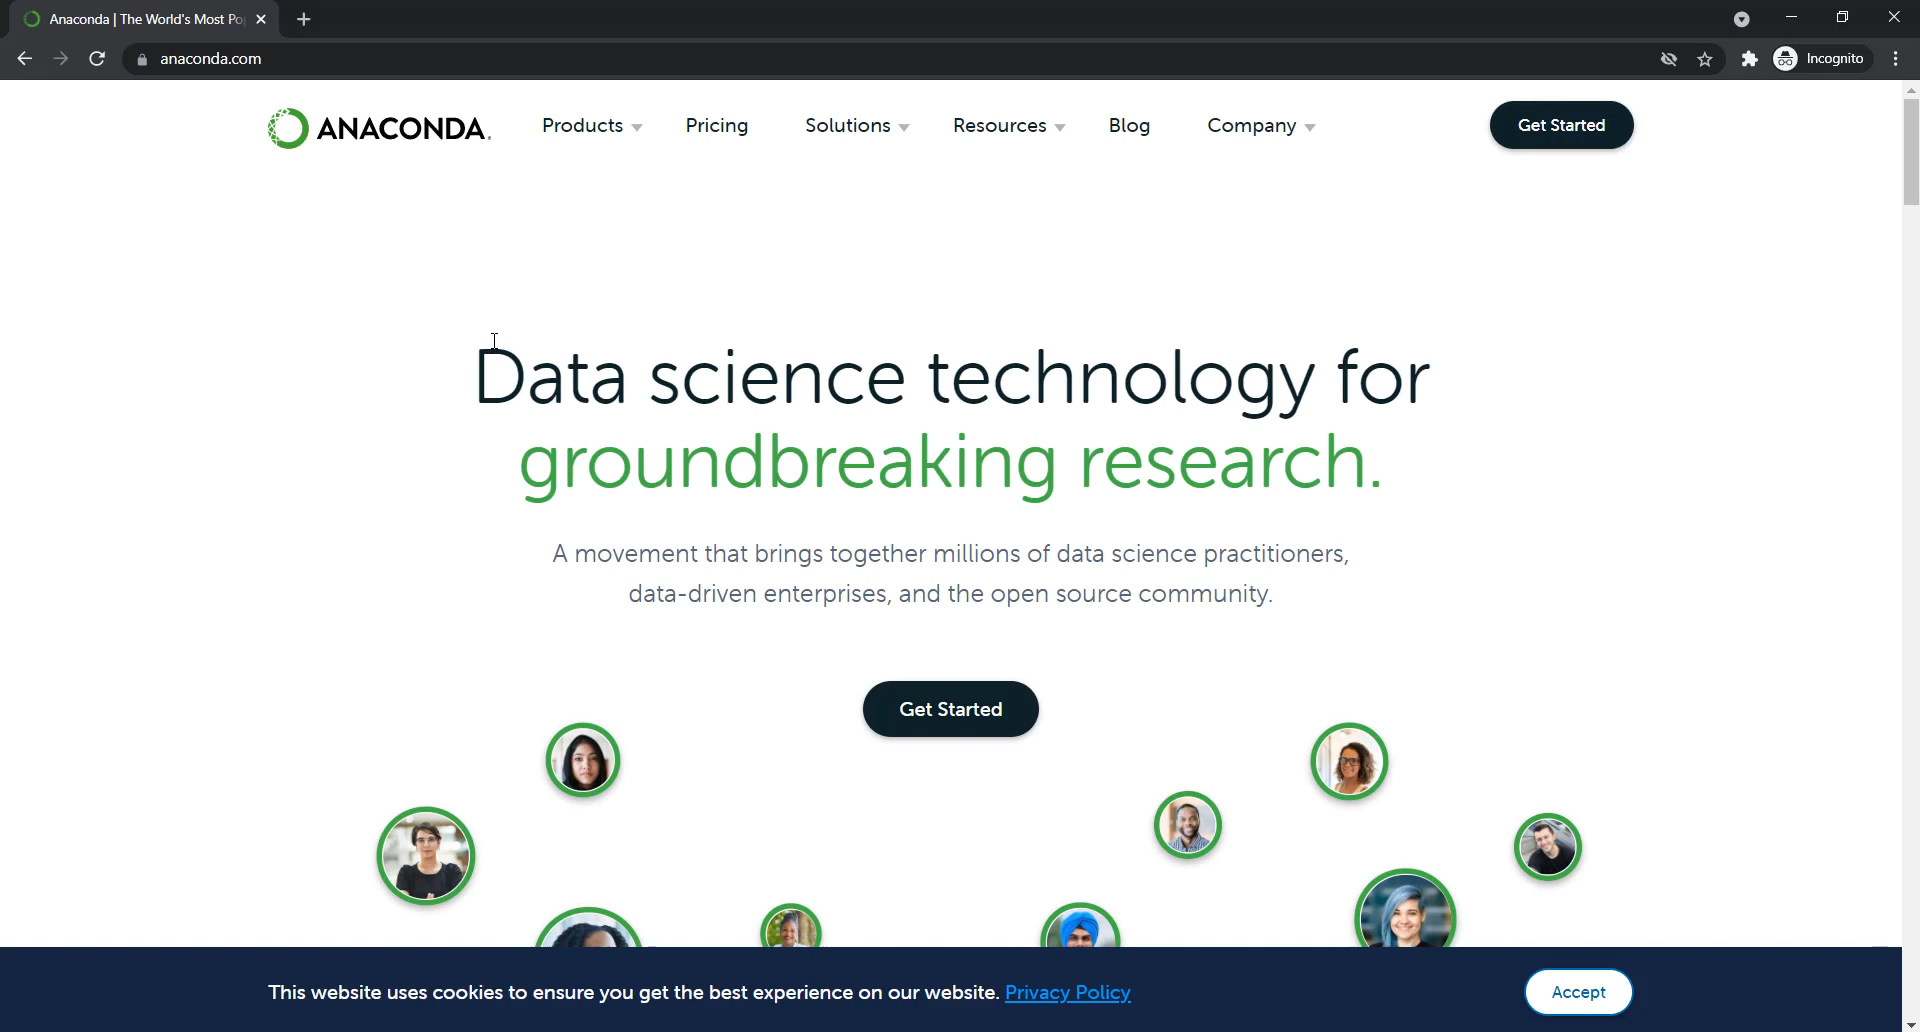 Anaconda | The World's Most Po
anaconda.com
Incognito
ANACONDA.
Products
Pricing
Solutions
Resources
Blog
Company
Get Started
Data science technology for
groundbreaking research.
A movement that brings together millions of data science practitioners,
data-driven enterprises, and the open source community.
Get Started
This website uses cookies to ensure you get the best experience on our website. Privacy Policy
Accept